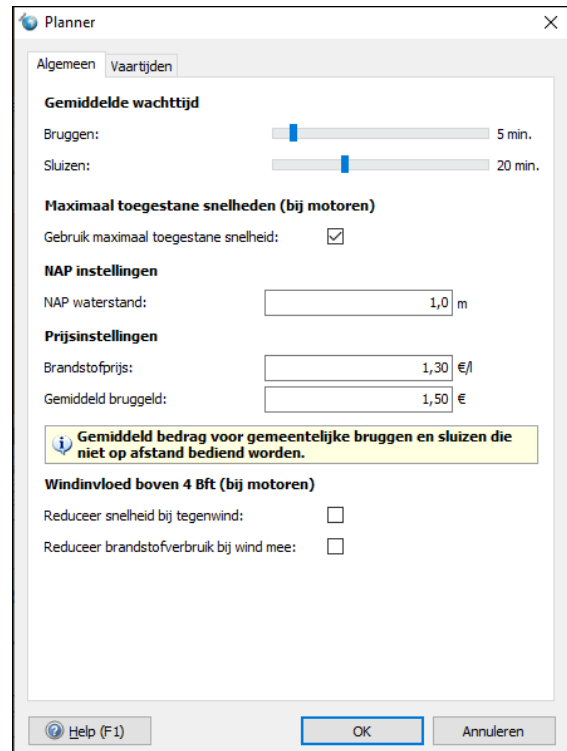 Planner
Algemeen Vaartijden
Gemiddelde wachttijd
Bruggen: 5 min.
Sluizen: 20 min.
Maximaal toegestane snelheden (bij motoren)
Gebruik maximaal toegestane snelheid:
NAP instellingen
NAP waterstand: 1,0 m
Prijsinstellingen
Brandstofprijs: 1,30 €/l
Gemiddeld bruggeld: 1,50 €
Gemiddeld bedrag voor gemeentelijke bruggen en sluizen die
niet op afstand bediend worden.
Windinvloed boven 4 Bft (bij motoren)
Reduceer snelheid bij tegenwind:
Reduceer brandstofverbruik bij wind mee:
Help (F1) OK Annuleren